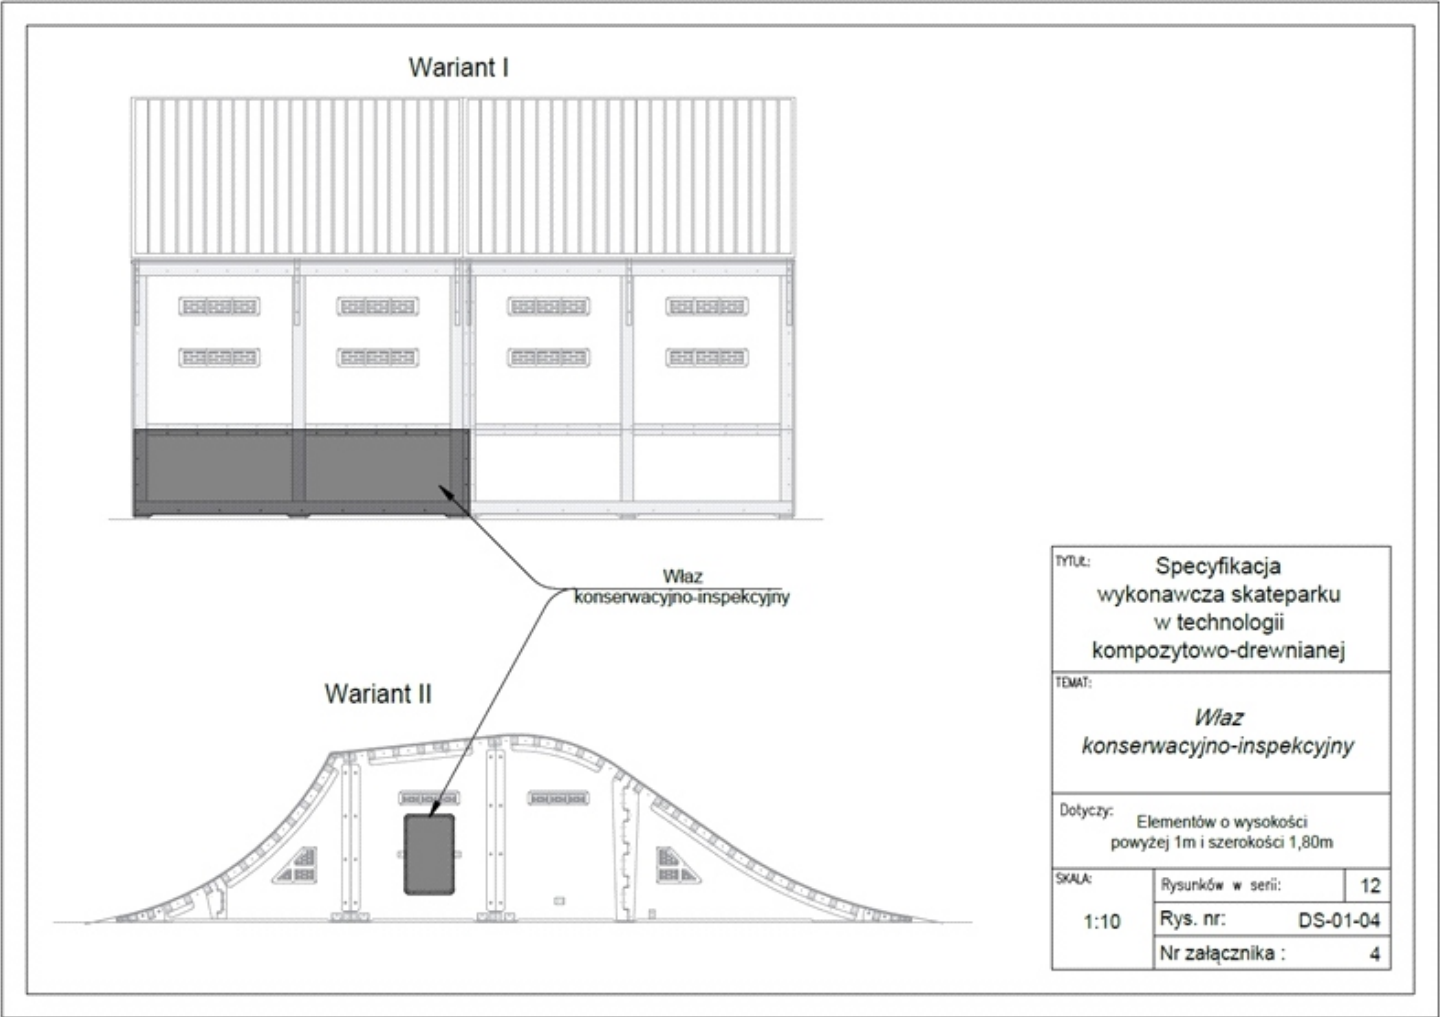 Wariant I
Właz
konserwacyjno-inspekcyjny
Wariant II
TYTUŁ:
Specyfikacja
wykonawcza skateparku
w technologii
kompozytowo-drewnianej
TEMAT:
Właz
konserwacyjno-inspekcyjny
Dotyczy:
Elementów o wysokości
powyżej 1m i szerokości 1,80m
SKALA:
1:10
Rysunków w serii: 12
Rys. nr: DS-01-04
Nr załącznika : 4